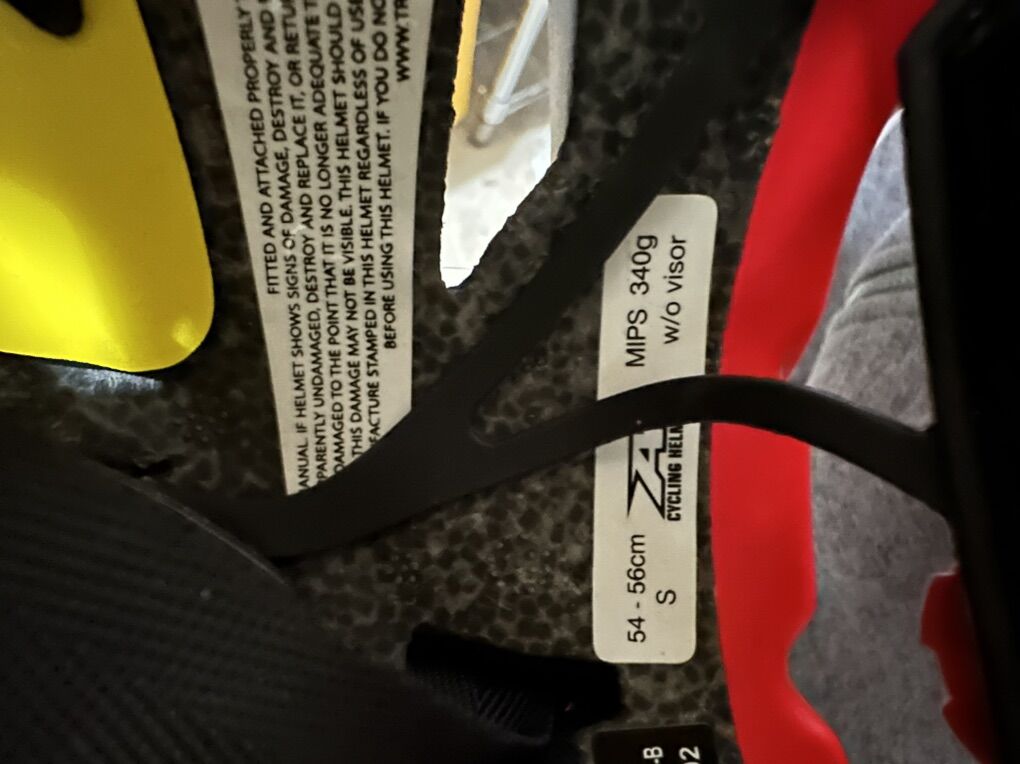 FITTED AND ATTACHED PROPERLY
ANUAL. IF HELMET SHOWS SIGNS OF DAMAGE, DESTROY AND
PARENTLY UNDAMAGED, DESTROY AND REPLACE IT, OR RETU
DAMAGED TO THE POINT THAT IT IS NO LONGER ADEQUATE T
THIS DAMAGE MAY NOT BE VISIBLE. THIS HELMET SHOULD
FACTURE STAMPED IN THIS HELMET REGARDLESS OF USE
BEFORE USING THIS HELMET. IF YOU DO NO
WWW.TR
54 - 56cm
S
CYCLING HELM
MIPS 340g
w/o visor
-B
02